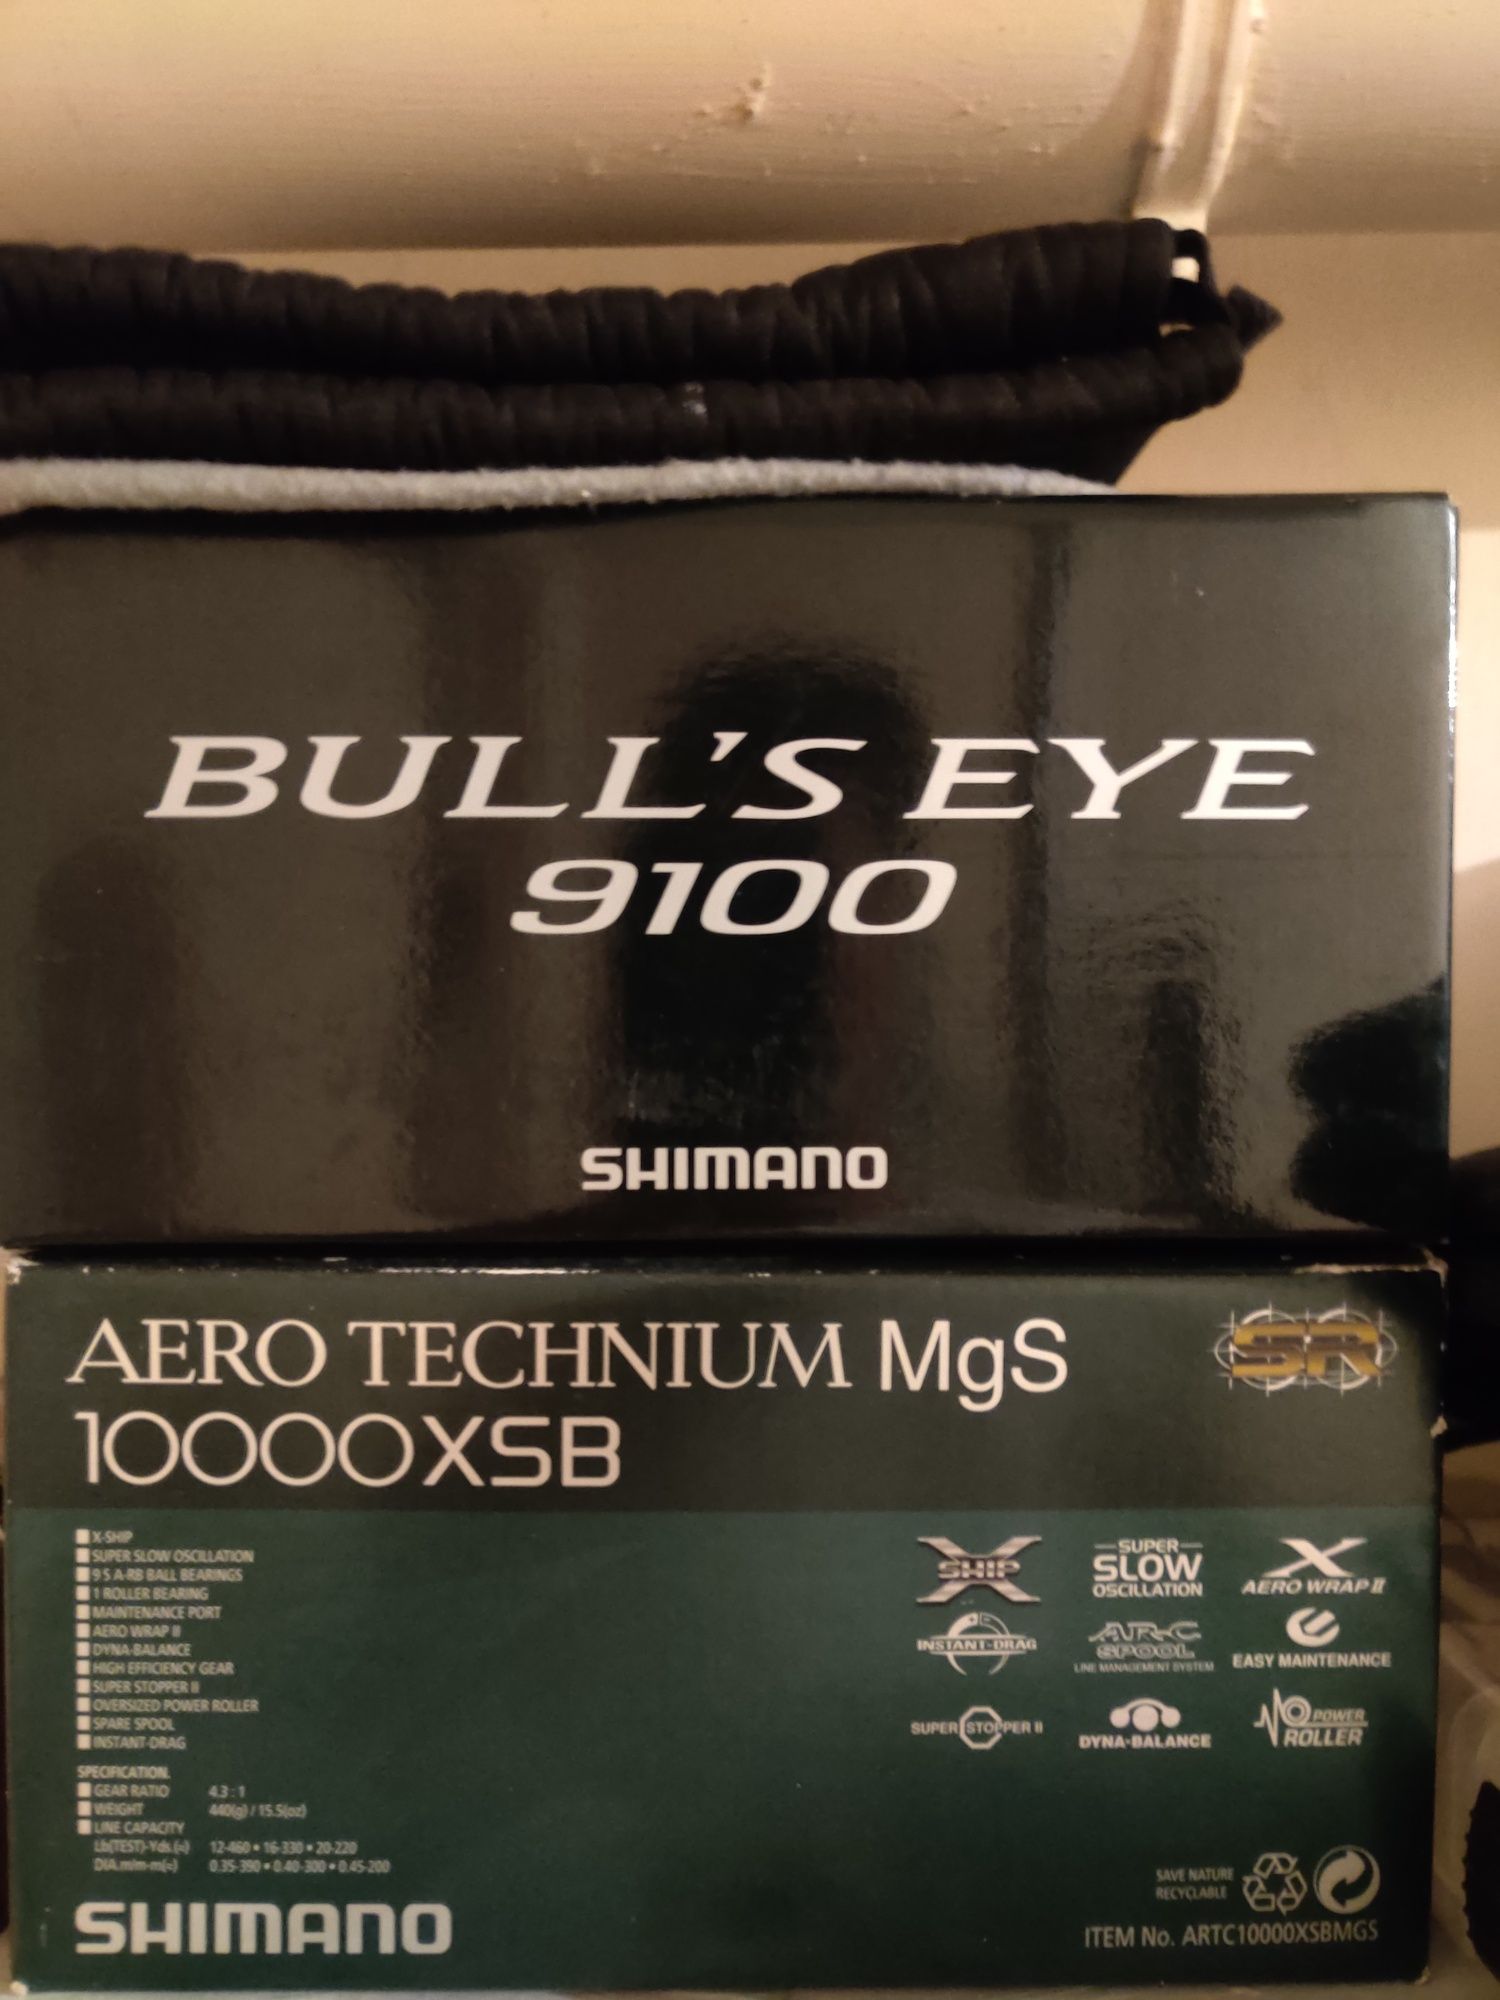 BULL'S EYE
9100
SHIMANO
AERO TECHNIUM MgS
10000XSB
SR
X-SHIP
SUPER SLOW OSCILLATION
9 S A-RB BALL BEARINGS
1 ROLLER BEARING
MAINTENANCE PORT
AERO WRAP II
DYNA-BALANCE
HIGH EFFICIENCY GEAR
SUPER STOPPER II
OVERSIZED POWER ROLLER
SPARE SPOOL
INSTANT-DRAG
SPECIFICATION
GEAR RATIO 4.3 : 1
WEIGHT 440(g) / 15.5(oz)
LINE CAPACITY
Lb(TEST)-Yds.(≈) 12-460 • 16-330 • 20-220
DIA.m/m-m(≈) 0.35-390 • 0.40-300 • 0.45-200
SHIMANO
X SHIP
SUPER
SLOW
OSCILLATION
X
AERO WRAP II
INSTANT-DRAG
AR-C
SPOOL
LINE MANAGEMENT SYSTEM
EASY MAINTENANCE
SUPER STOPPER II
DYNA-BALANCE
POWER
ROLLER
SAVE NATURE
RECYCLABLE
ITEM No. ARTC10000XSBMGS